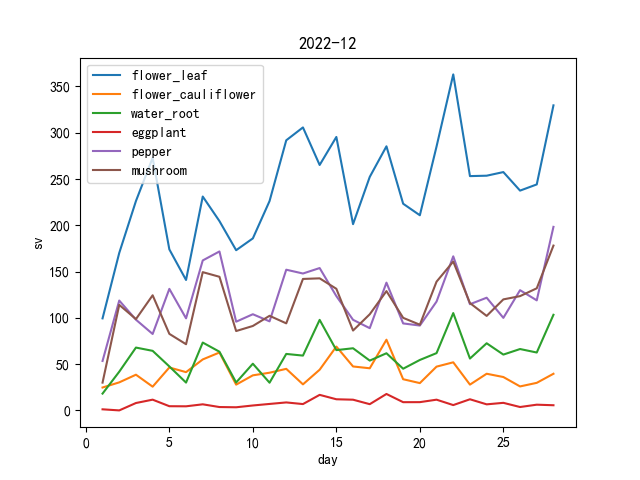 2022-12
flower_leaf
flower_cauliflower
water_root
eggplant
pepper
mushroom
sv
350
300
250
200
150
100
50
0
0 5 10 15 20 25
day